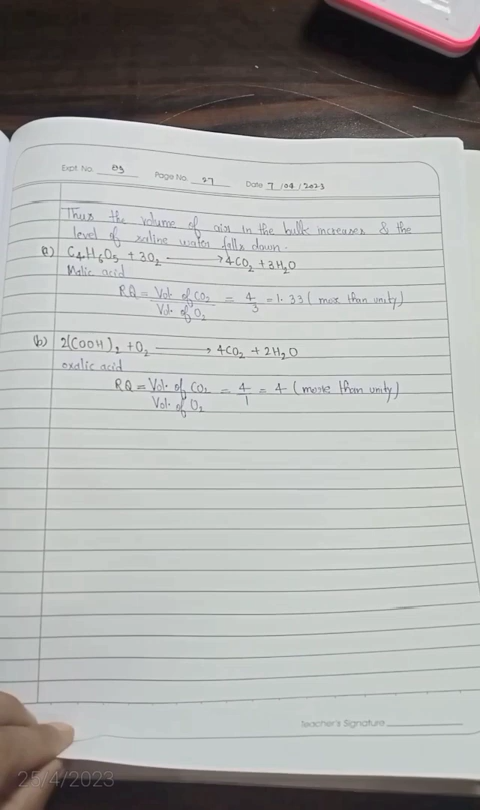 Expt. No. 03 Page No. 27 Date 7/04/2023
Thus the volume of air in the bulb increases & the
level of saline water falls down.
(a) C₄H₆O₅ + 3O₂ ⟶ 4CO₂ + 3H₂O
Malic acid
RQ = Vol. of CO₂ / Vol. of O₂ = 4/3 = 1.33 (more than unity)
(b) 2(COOH)₂ + O₂ ⟶ 4CO₂ + 2H₂O
oxalic acid
RQ = Vol. of CO₂ / Vol. of O₂ = 4/1 = 4 (more than unity)
Teacher's Signature
25/4/2023